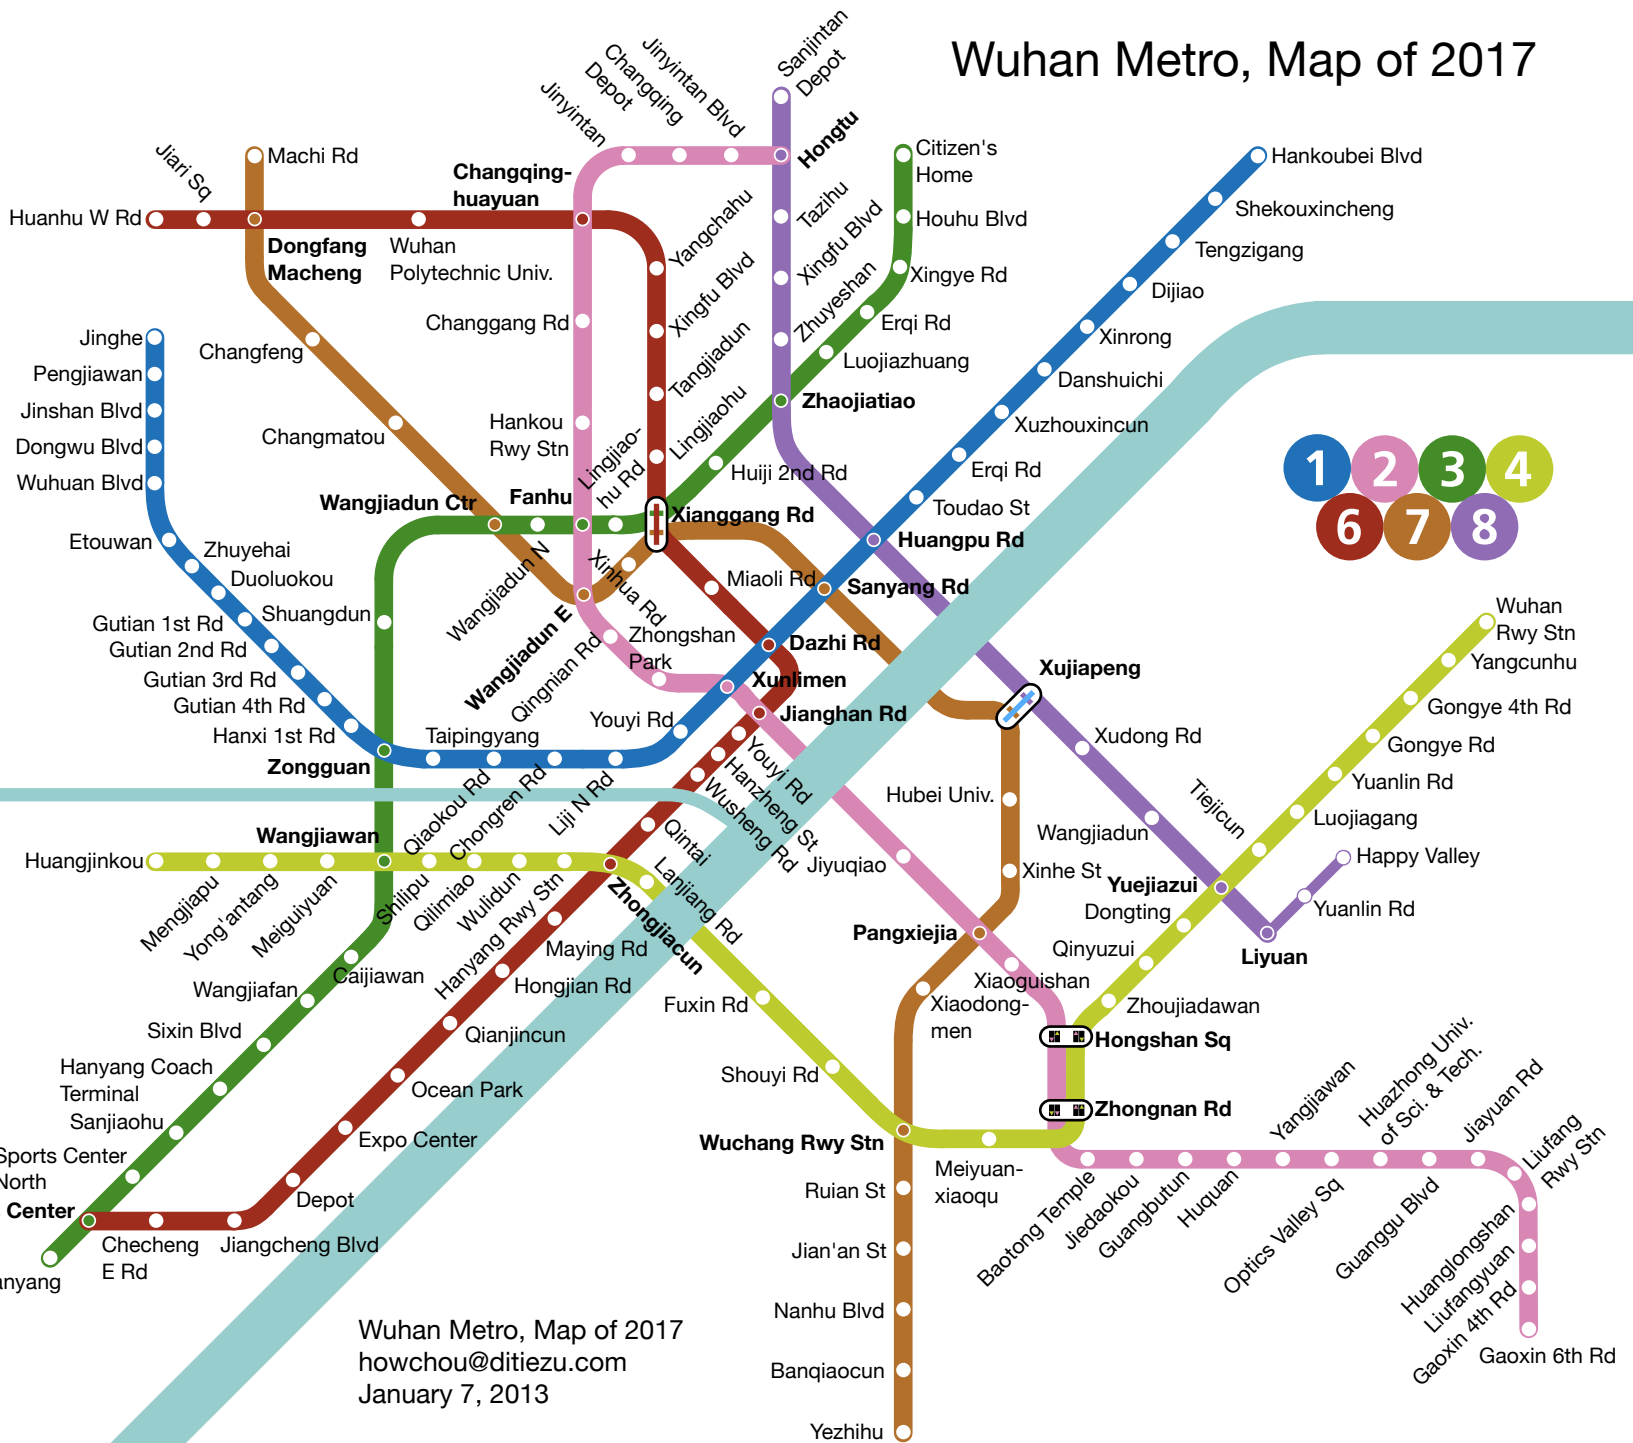 Wuhan Metro, Map of 2017
Sanjintan
Depot
Jinyintan Blvd
Changqing
Depot
Jinyintan
Hongtu
Jiari Sq
Machi Rd
Changqing-
huayuan
Citizen's
Home
Hankoubei Blvd
Huanhu W Rd
Dongfang
Macheng
Wuhan
Polytechnic Univ.
Yangchahu
Tazihu
Houhu Blvd
Shekouxincheng
Tengzigang
Xingfu Blvd
Xingfu Blvd
Xingye Rd
Dijiao
Changgang Rd
Zhuyeshan
Erqi Rd
Xinrong
Jinghe
Changfeng
Tangjiadun
Luojiazhuang
Danshuichi
Pengjiawan
Jinshan Blvd
Zhaojiatiao
Xuzhouxincun
Dongwu Blvd
Changmatou
Hankou
Rwy Stn
Lingjiao-
hu Rd
Lingjiaohu
Huiji 2nd Rd
Erqi Rd
Wuhuan Blvd
Toudao St
1
2
3
4
6
7
8
Wangjiadun Ctr
Fanhu
Xianggang Rd
Huangpu Rd
Etouwan
Zhuyehai
Duoluokou
Shuangdun
Wangjiadun N
Xinhua Rd
Miaoli Rd
Sanyang Rd
Gutian 1st Rd
Gutian 2nd Rd
Gutian 3rd Rd
Gutian 4th Rd
Hanxi 1st Rd
Wangjiadun E
Qingnian Rd
Zhongshan
Park
Dazhi Rd
Xunlimen
Jianghan Rd
Xujiapeng
Wuhan
Rwy Stn
Yangcunhu
Gongye 4th Rd
Gongye Rd
Yuanlin Rd
Luojiagang
Tiejicun
Zongguan
Taipingyang
Qiaokou Rd
Chongren Rd
Liji N Rd
Youyi Rd
Youyi Rd
Hanzheng St
Wusheng Rd
Xudong Rd
Hubei Univ.
Wangjiadun
Jiyuqiao
Xinhe St
Yuejiazui
Happy Valley
Yuanlin Rd
Liyuan
Huangjinkou
Mengjiapu
Yong'antang
Meiguiyuan
Wangjiawan
Shilipu
Qilimiao
Wulidun
Hanyang Rwy Stn
Zhongjiacun
Qintai
Lanjiang Rd
Pangxiejia
Dongting
Qinyuzui
Zhoujiadawan
Xiaoguishan
Xiaodong-
men
Caijiawan
Wangjiafan
Maying Rd
Hongjian Rd
Fuxin Rd
Sixin Blvd
Qianjincun
Hongshan Sq
Hanyang Coach
Terminal
Ocean Park
Shouyi Rd
Zhongnan Rd
Sanjiaohu
Expo Center
Wuchang Rwy Stn
Meiyuan-
xiaoqu
Yangjiawan
Huazhong Univ.
of Sci. & Tech.
Jiayuan Rd
Liufang
Rwy Stn
Sports Center
North
Depot
Ruian St
Baotong Temple
Jiedaokou
Guangbutun
Huquan
Optics Valley Sq
Guanggu Blvd
Huanglongshan
Liufangyuan
Gaoxin 4th Rd
Gaoxin 6th Rd
Center
Checheng
E Rd
Jiangcheng Blvd
Jian'an St
anyang
Nanhu Blvd
Banqiaocun
Yezhihu
Wuhan Metro, Map of 2017
howchou@ditiezu.com
January 7, 2013